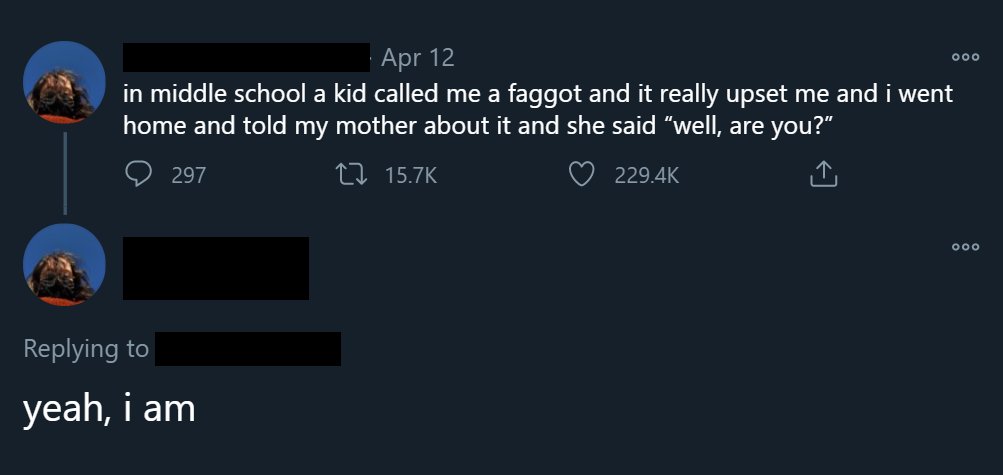 Apr 12
in middle school a kid called me a faggot and it really upset me and i went
home and told my mother about it and she said “well, are you?”
297 15.7K 229.4K
Replying to
yeah, i am